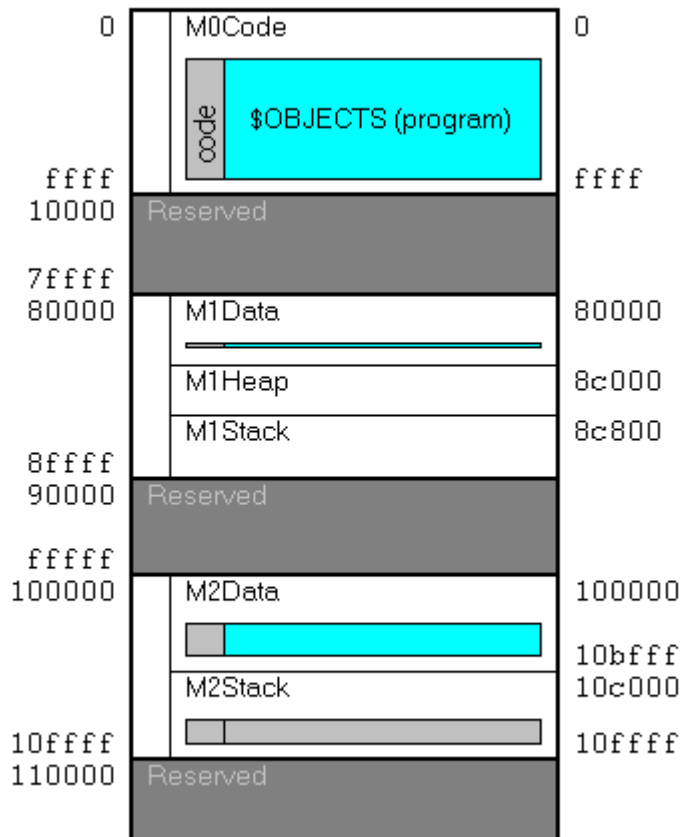 0 M0Code 0
code $OBJECTS (program)
ffff ffff
10000 Reserved
7ffff
80000 M1Data 80000
M1Heap 8c000
M1Stack 8c800
8ffff
90000 Reserved
fffff
100000 M2Data 100000
10bfff
M2Stack 10c000
10ffff 10ffff
110000 Reserved